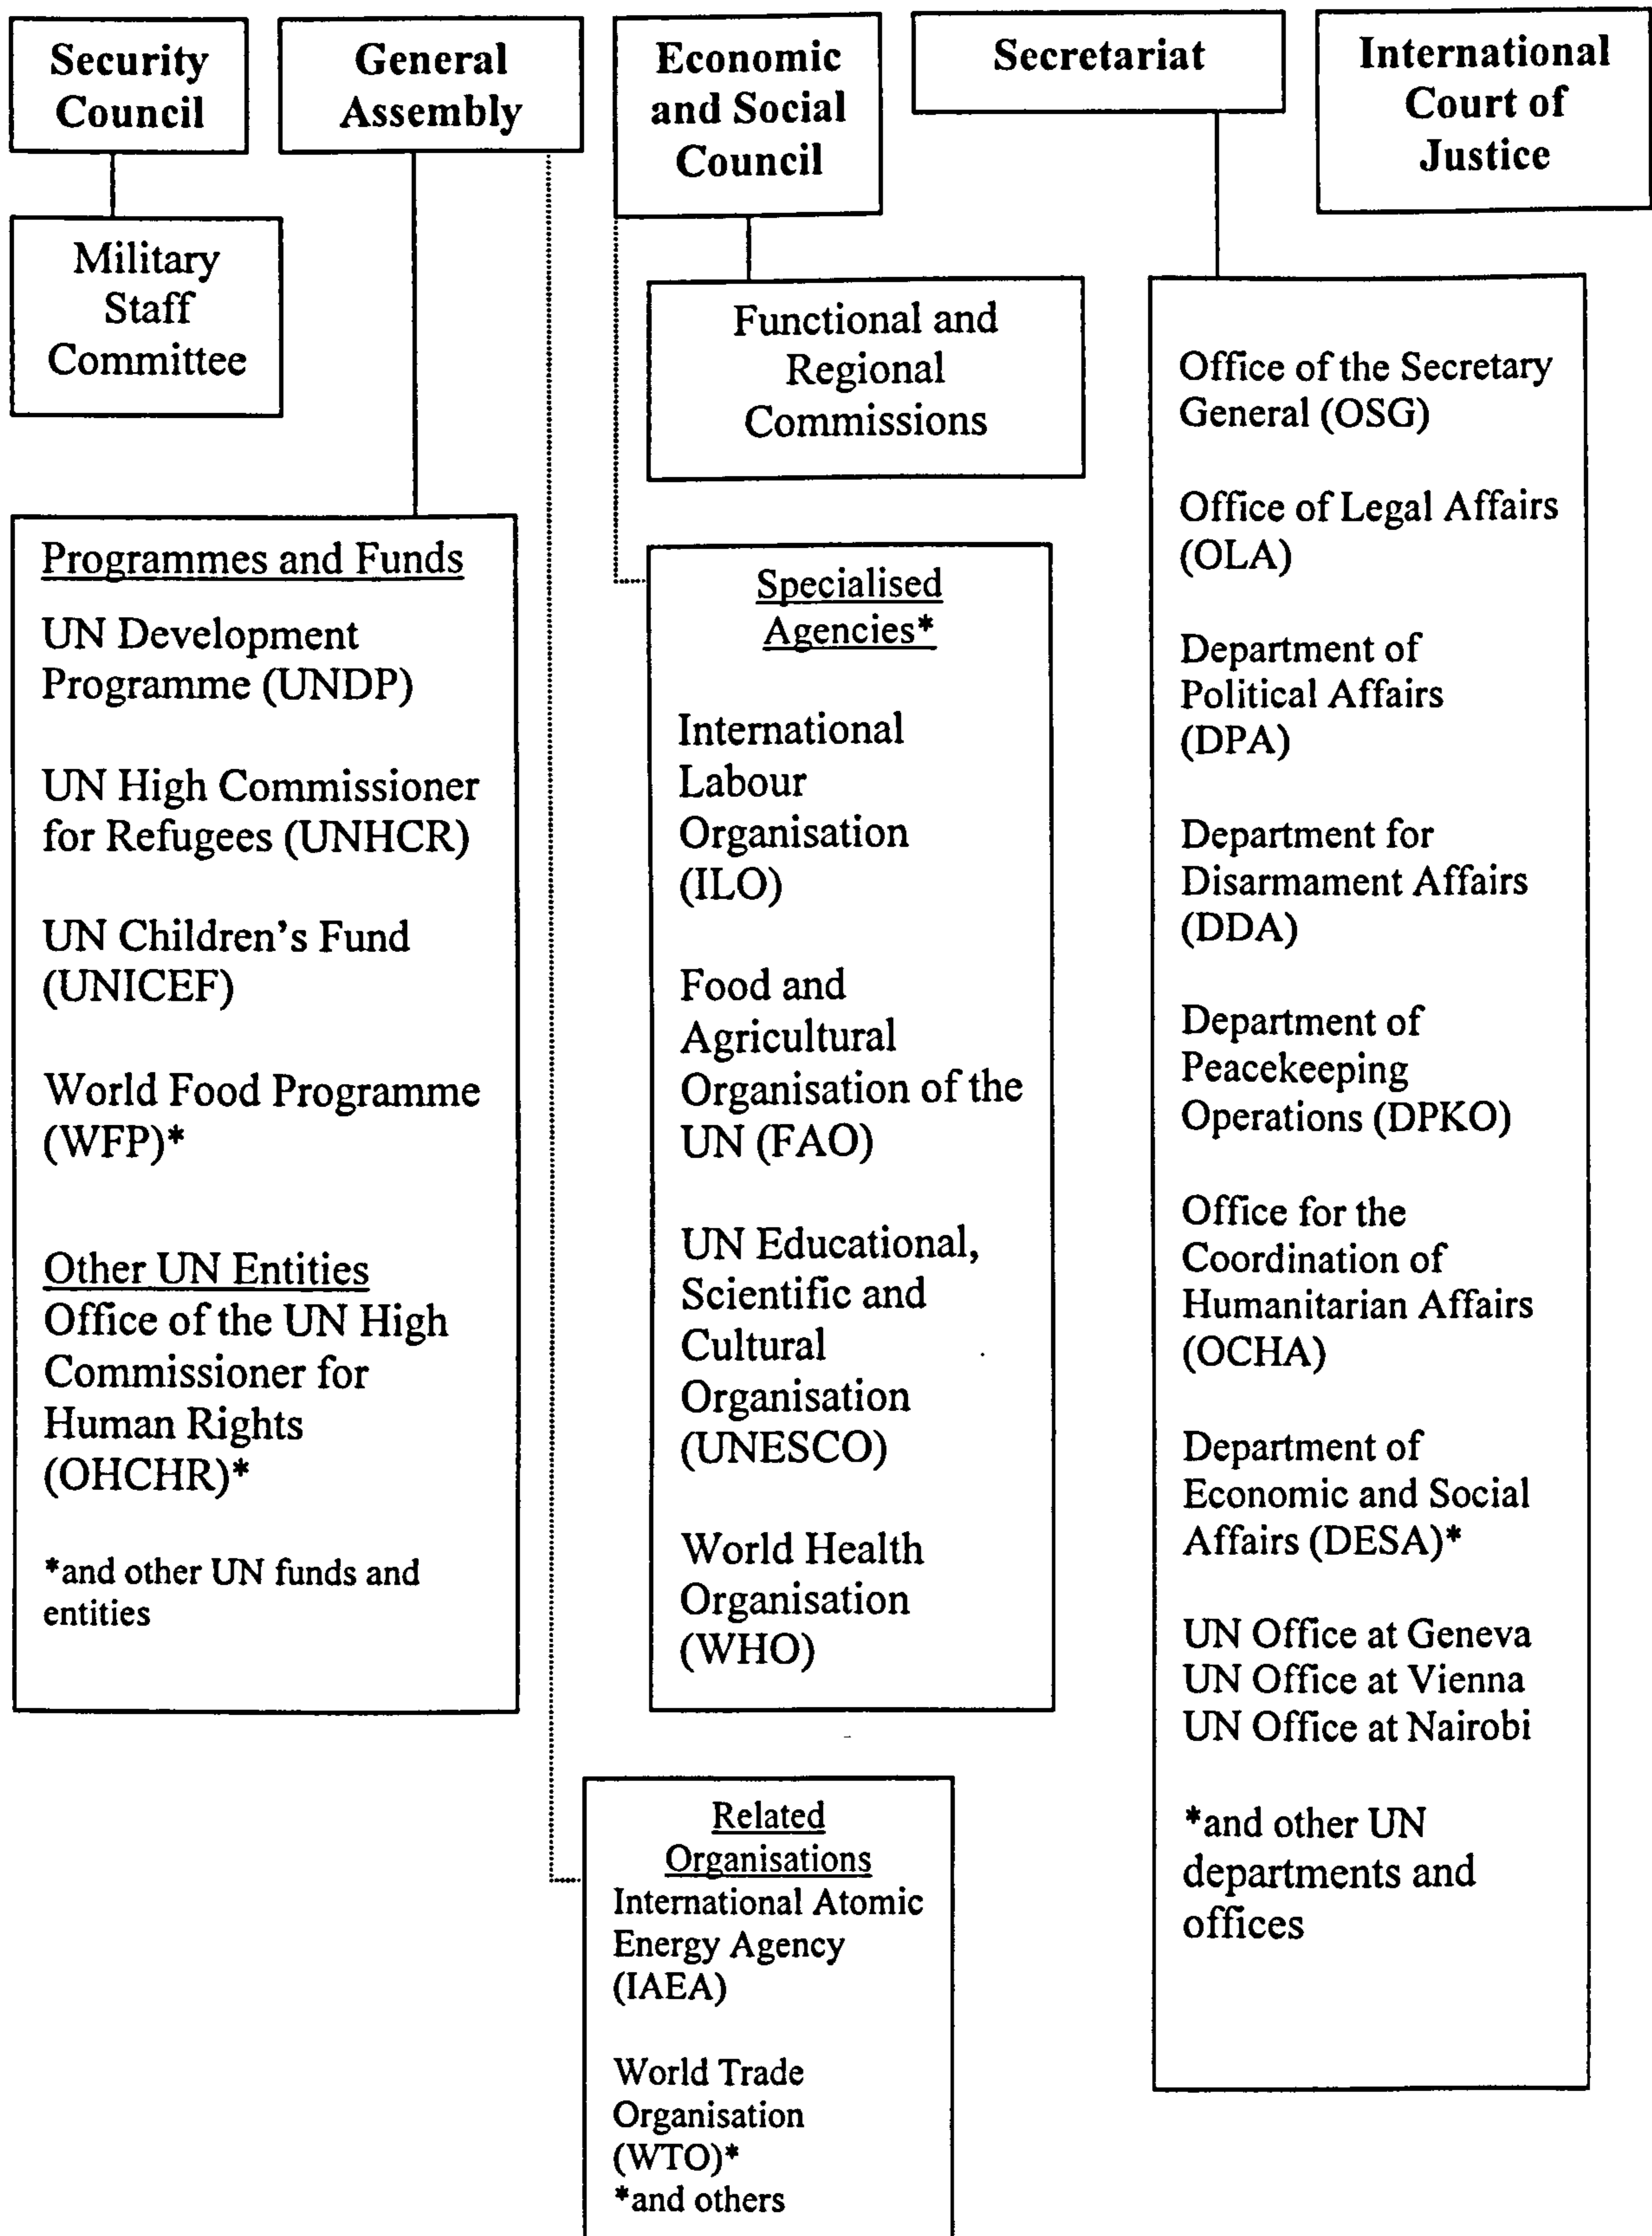 Security
Council
General
Assembly
Economic
and Social
Council
Secretariat
International
Court of
Justice
Military
Staff
Committee
Functional and
Regional
Commissions
Programmes and Funds
UN Development
Programme (UNDP)
UN High Commissioner
for Refugees (UNHCR)
UN Children's Fund
(UNICEF)
World Food Programme
(WFP)*
Other UN Entities
Office of the UN High
Commissioner for
Human Rights
(OHCHR)*
*and other UN funds and
entities
Specialised
Agencies*
International
Labour
Organisation
(ILO)
Food and
Agricultural
Organisation of the
UN (FAO)
UN Educational,
Scientific and
Cultural
Organisation
(UNESCO)
World Health
Organisation
(WHO)
Related
Organisations
International Atomic
Energy Agency
(IAEA)
World Trade
Organisation
(WTO)*
*and others
Office of the Secretary
General (OSG)
Office of Legal Affairs
(OLA)
Department of
Political Affairs
(DPA)
Department for
Disarmament Affairs
(DDA)
Department of
Peacekeeping
Operations (DPKO)
Office for the
Coordination of
Humanitarian Affairs
(OCHA)
Department of
Economic and Social
Affairs (DESA)*
UN Office at Geneva
UN Office at Vienna
UN Office at Nairobi
*and other UN
departments and
offices